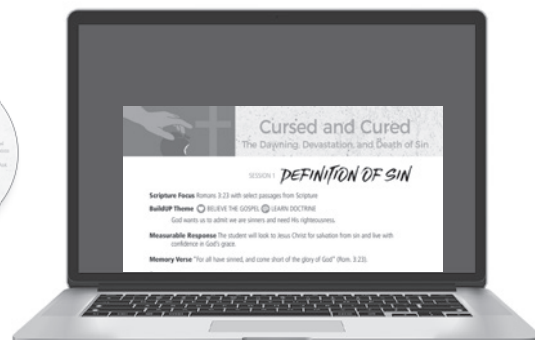 Cursed and Cured
The Dawning, Devastation, and Death of Sin
SESSION 1 DEFINITION OF SIN
Scripture Focus Romans 3:23 with select passages from Scripture
BuildUP Theme BELIEVE THE GOSPEL LEARN DOCTRINE
God wants us to admit we are sinners and need His righteousness.
Measurable Response The student will look to Jesus Christ for salvation from sin and live with
confidence in God's grace.
Memory Verse "For all have sinned, and come short of the glory of God" (Rom. 3:23).